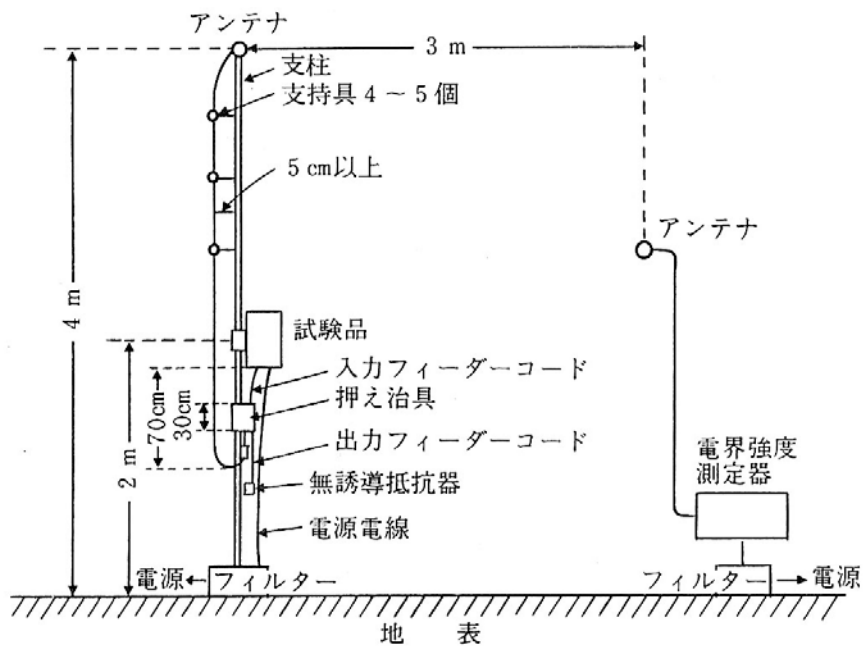 アンテナ
3 m
支柱
支持具 4 〜 5 個
5 cm以上
アンテナ
4 m
試験品
入力フィーダーコード
押え治具
70cm
30cm
2 m
出力フィーダーコード
無誘導抵抗器
電源電線
電界強度
測定器
電源
フィルター
フィルター
電源
地 表